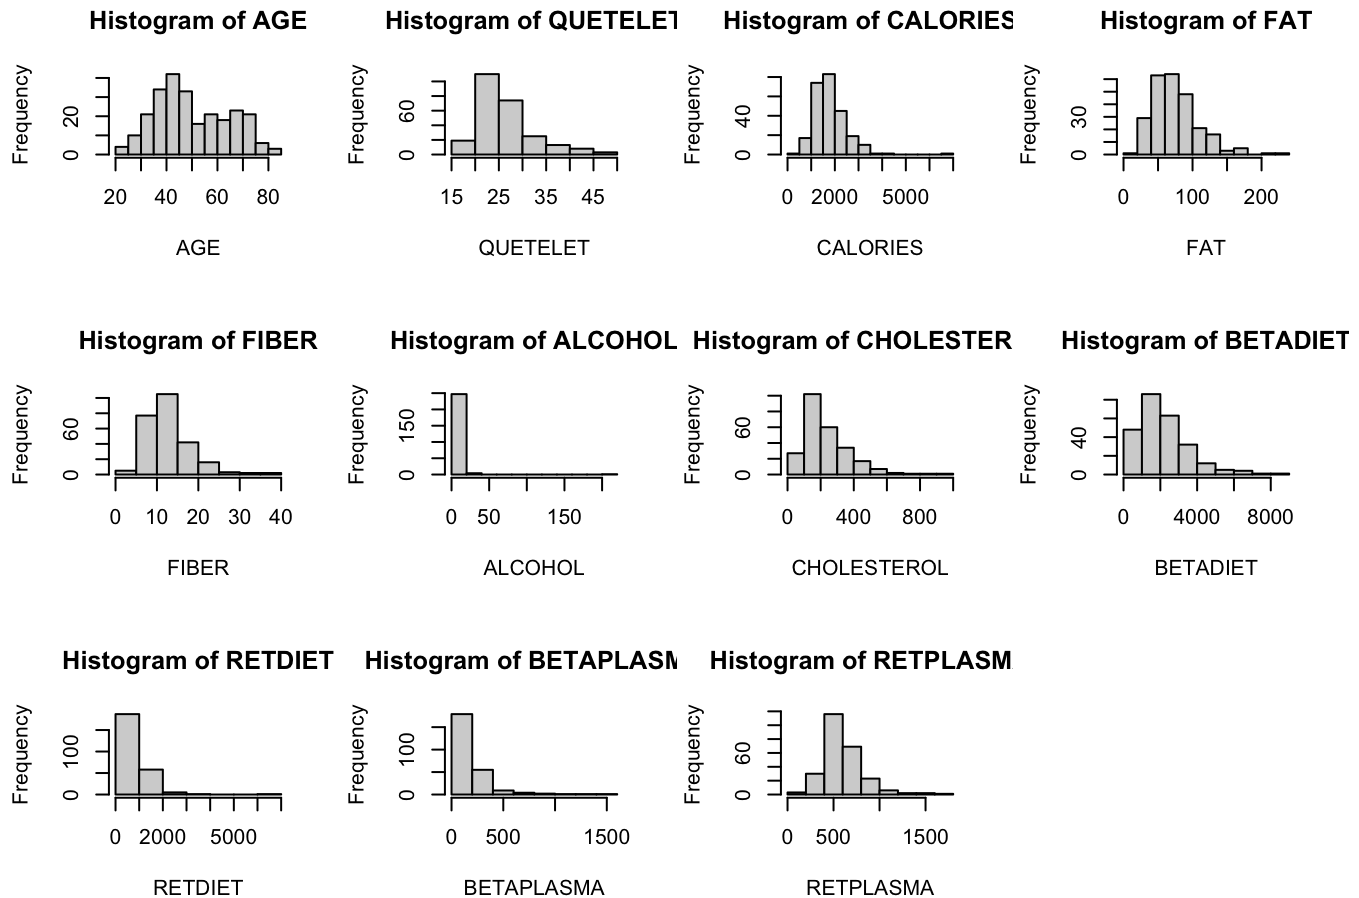 Histogram of AGE
Frequency
20
0
20 40 60 80
AGE
Histogram of QUETELET
Frequency
60
0
15 25 35 45
QUETELET
Histogram of CALORIES
Frequency
40
0
0 2000 5000
CALORIES
Histogram of FAT
Frequency
30
0
0 100 200
FAT
Histogram of FIBER
Frequency
60
0
0 10 20 30 40
FIBER
Histogram of ALCOHOL
Frequency
150
0
0 50 150
ALCOHOL
Histogram of CHOLESTER
Frequency
60
0
0 400 800
CHOLESTEROL
Histogram of BETADIET
Frequency
40
0
0 4000 8000
BETADIET
Histogram of RETDIET
Frequency
100
0
0 2000 5000
RETDIET
Histogram of BETAPLASM
Frequency
100
0
0 500 1500
BETAPLASMA
Histogram of RETPLASM
Frequency
60
0
0 500 1500
RETPLASMA